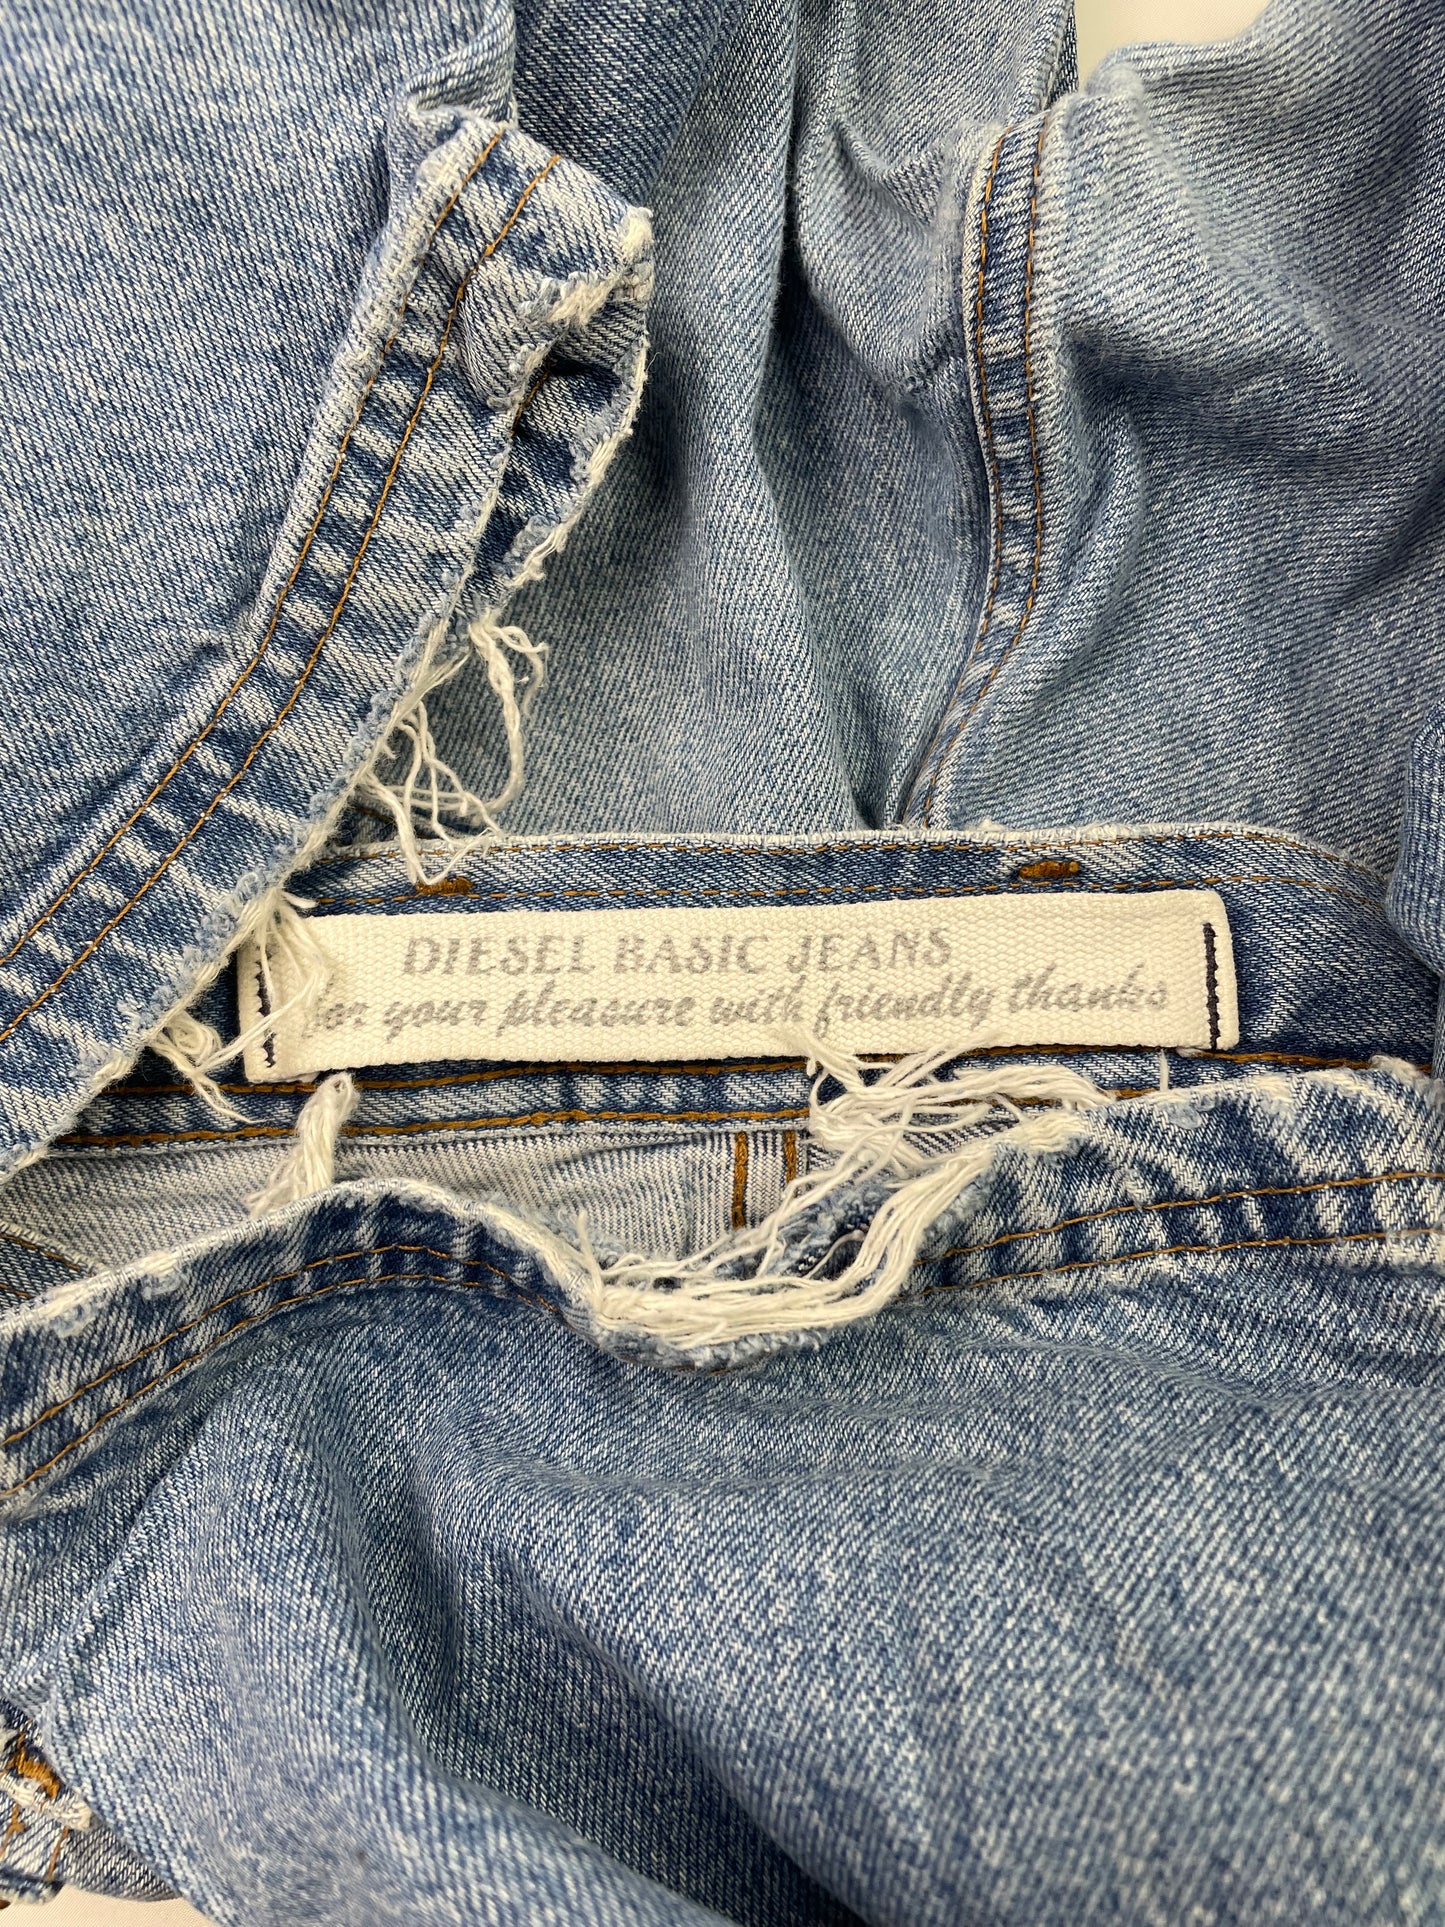 DIESEL BASIC JEANS
for your pleasure with friendly thanks